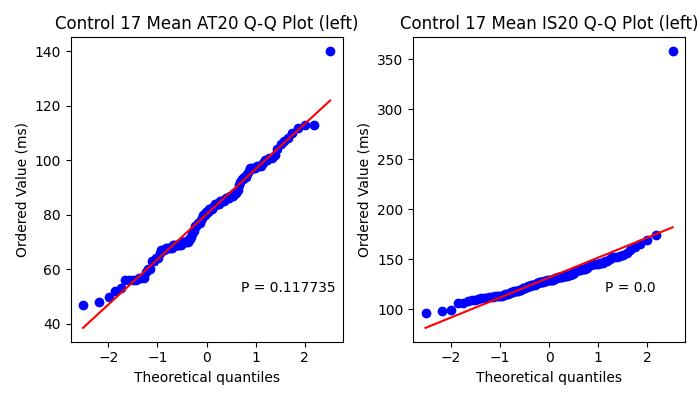 Control 17 Mean AT20 Q-Q Plot (left)
140
120
100
80
60
40
Ordered Value (ms)
P = 0.117735
−2
−1
0
1
2
Theoretical quantiles
Control 17 Mean IS20 Q-Q Plot (left)
350
300
250
200
150
100
Ordered Value (ms)
P = 0.0
−2
−1
0
1
2
Theoretical quantiles